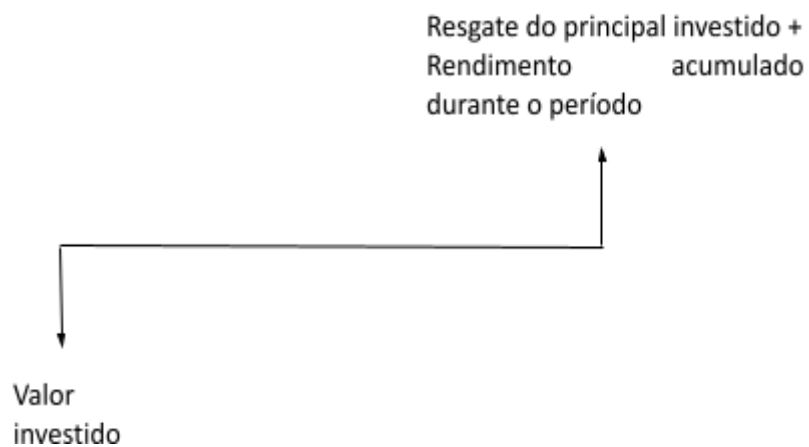 Resgate do principal investido +
Rendimento acumulado
durante o período
Valor
investido